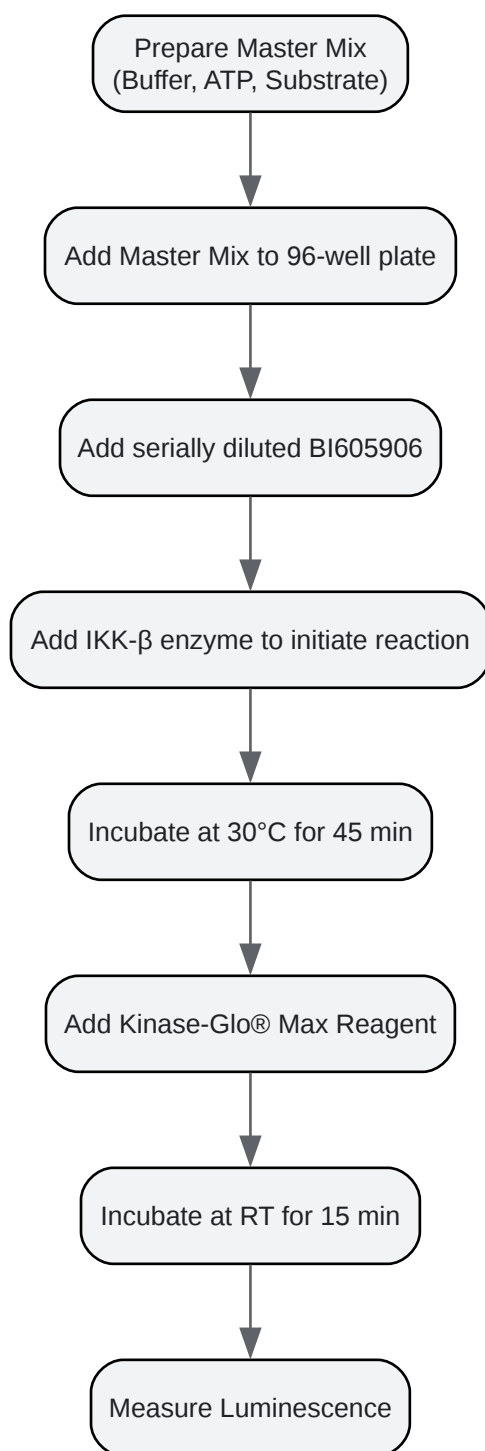 Prepare Master Mix
(Buffer, ATP, Substrate)
Add Master Mix to 96-well plate
Add serially diluted BI605906
Add IKK-β enzyme to initiate reaction
Incubate at 30°C for 45 min
Add Kinase-Glo® Max Reagent
Incubate at RT for 15 min
Measure Luminescence